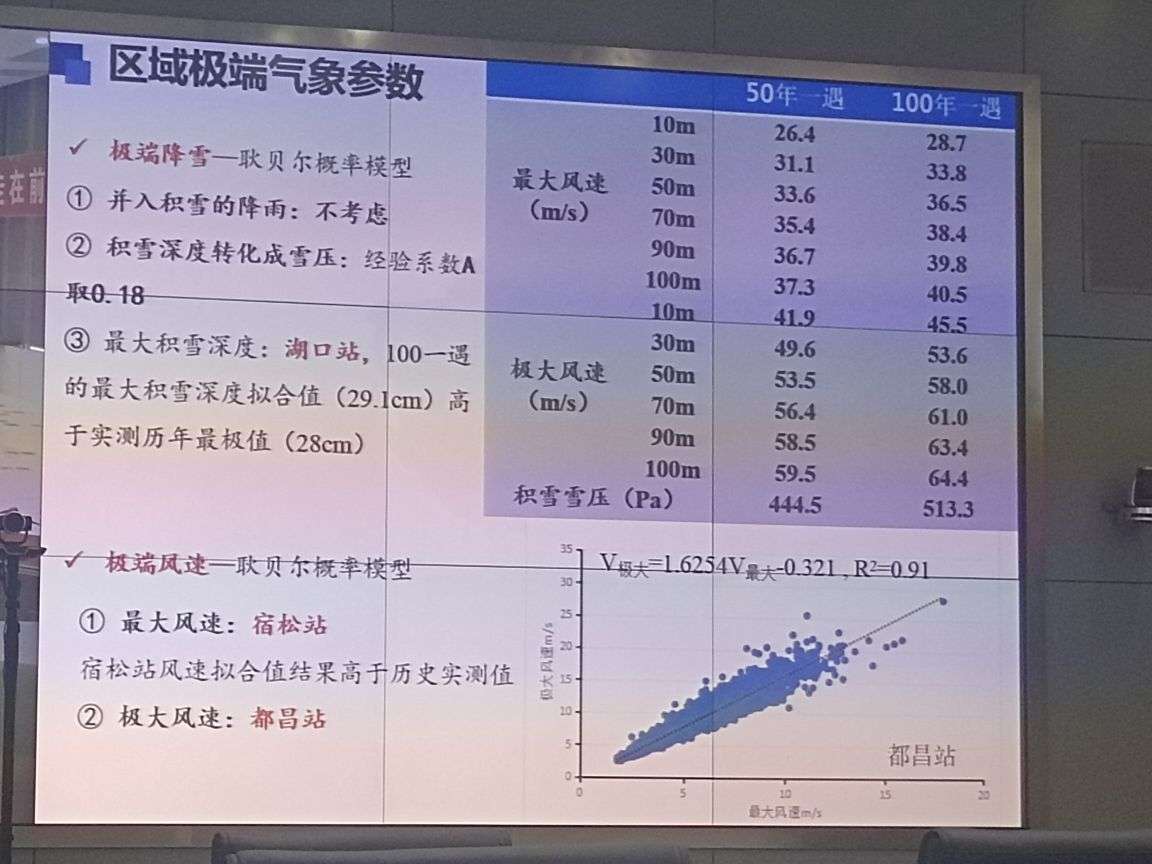 区域极端气象参数
✓ 极端降雪—耿贝尔概率模型
① 并入积雪的降雨：不考虑
② 积雪深度转化成雪压：经验系数A
取0.18
③ 最大积雪深度：湖口站，100一遇
的最大积雪深度拟合值（29.1cm）高
于实测历年最极值（28cm）
✓ 极端风速—耿贝尔概率模型
① 最大风速：宿松站
宿松站风速拟合值结果高于历史实测值
② 极大风速：都昌站
50年一遇 100年一遇
最大风速
（m/s）
10m 26.4 28.7
30m 31.1 33.8
50m 33.6 36.5
70m 35.4 38.4
90m 36.7 39.8
100m 37.3 40.5
极大风速
（m/s）
10m 41.9 45.5
30m 49.6 53.6
50m 53.5 58.0
70m 56.4 61.0
90m 58.5 63.4
100m 59.5 64.4
积雪雪压（Pa） 444.5 513.3
V极大=1.6254V最大-0.321 , R²=0.91
35
30
25
20
15
10
5
0
极大风速m/s
都昌站
0 5 10 15 20
最大风速m/s
在前